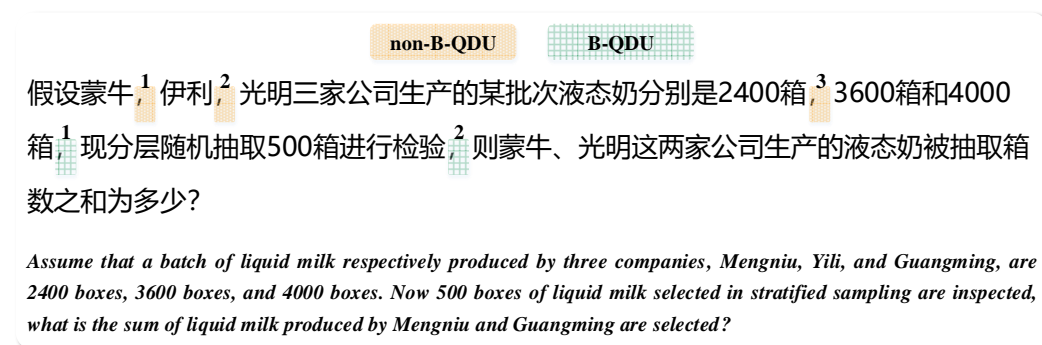 non-B-QDU B-QDU
1 2 3
假设蒙牛, 伊利, 光明三家公司生产的某批次液态奶分别是2400箱, 3600箱和4000
1 2
箱, 现分层随机抽取500箱进行检验, 则蒙牛、光明这两家公司生产的液态奶被抽取箱
数之和为多少?
Assume that a batch of liquid milk respectively produced by three companies, Mengniu, Yili, and Guangming, are
2400 boxes, 3600 boxes, and 4000 boxes. Now 500 boxes of liquid milk selected in stratified sampling are inspected,
what is the sum of liquid milk produced by Mengniu and Guangming are selected?